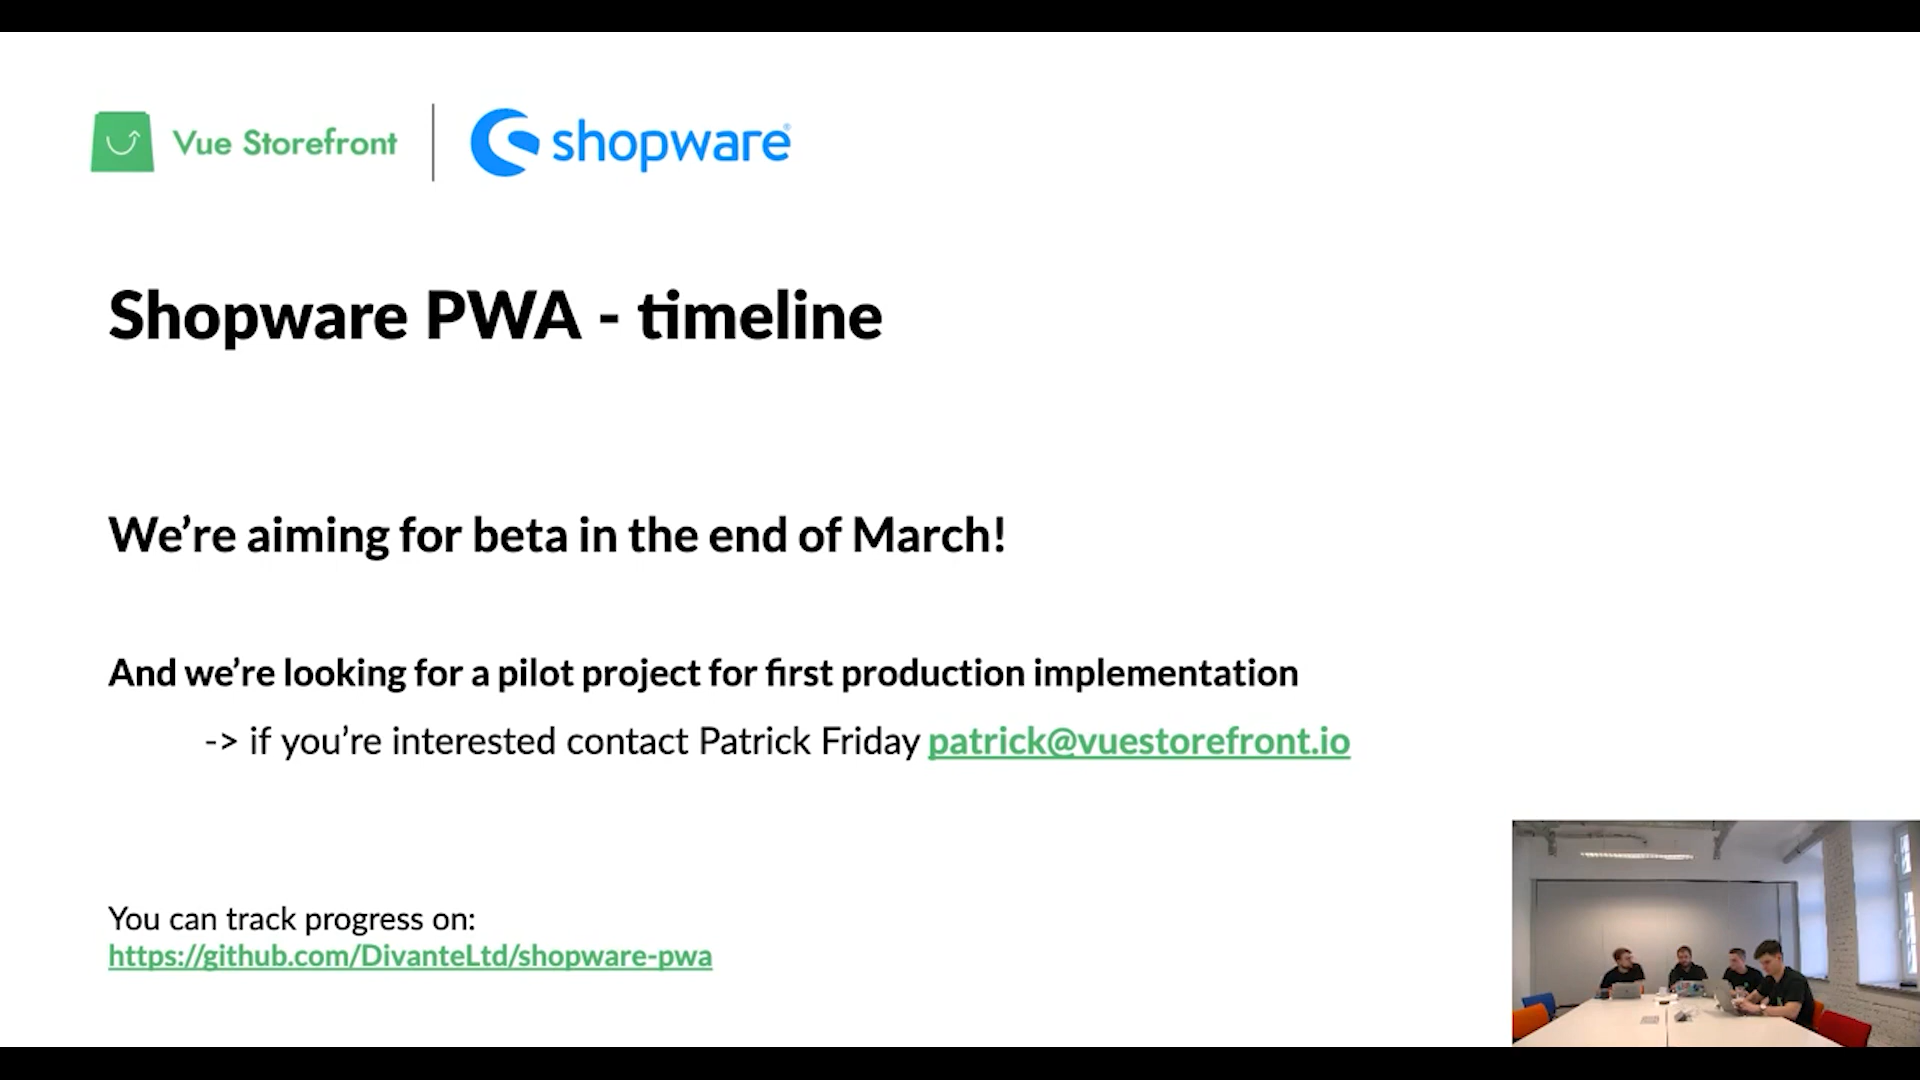 Vue Storefront
shopware®
Shopware PWA - timeline
We’re aiming for beta in the end of March!
And we’re looking for a pilot project for first production implementation
-> if you’re interested contact Patrick Friday patrick@vuestorefront.io
You can track progress on:
https://github.com/DivanteLtd/shopware-pwa